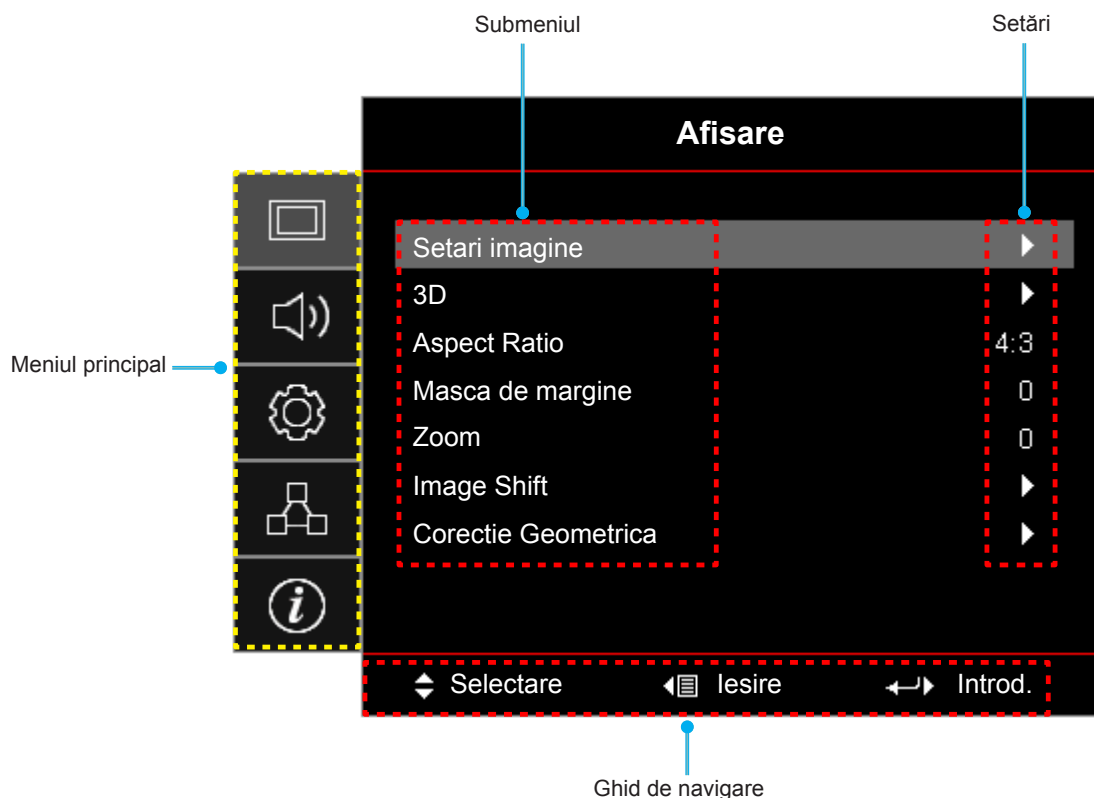 Submeniul Setări
Afisare
Setari imagine
3D
Aspect Ratio 4:3
Masca de margine 0
Zoom 0
Image Shift
Corectie Geometrica
Meniul principal
Selectare Iesire Introd.
Ghid de navigare